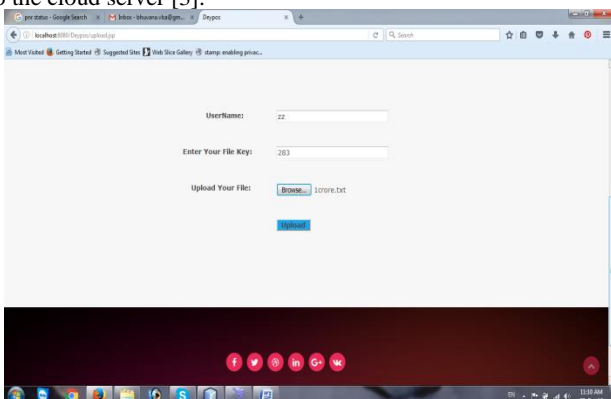 o the cloud server [5].
pnr status - Google Search
Inbox - bhuvana.vlta@gm...
Deypos
localhost:8080/Deypos/upload.jsp
Search
Most Visited Getting Started Suggested Sites Web Slice Gallery stamp: enabling privac...
UserName: zz
Enter Your File Key: 283
Upload Your File: Browse... 1crore.txt
Upload
EN 11:10 AM